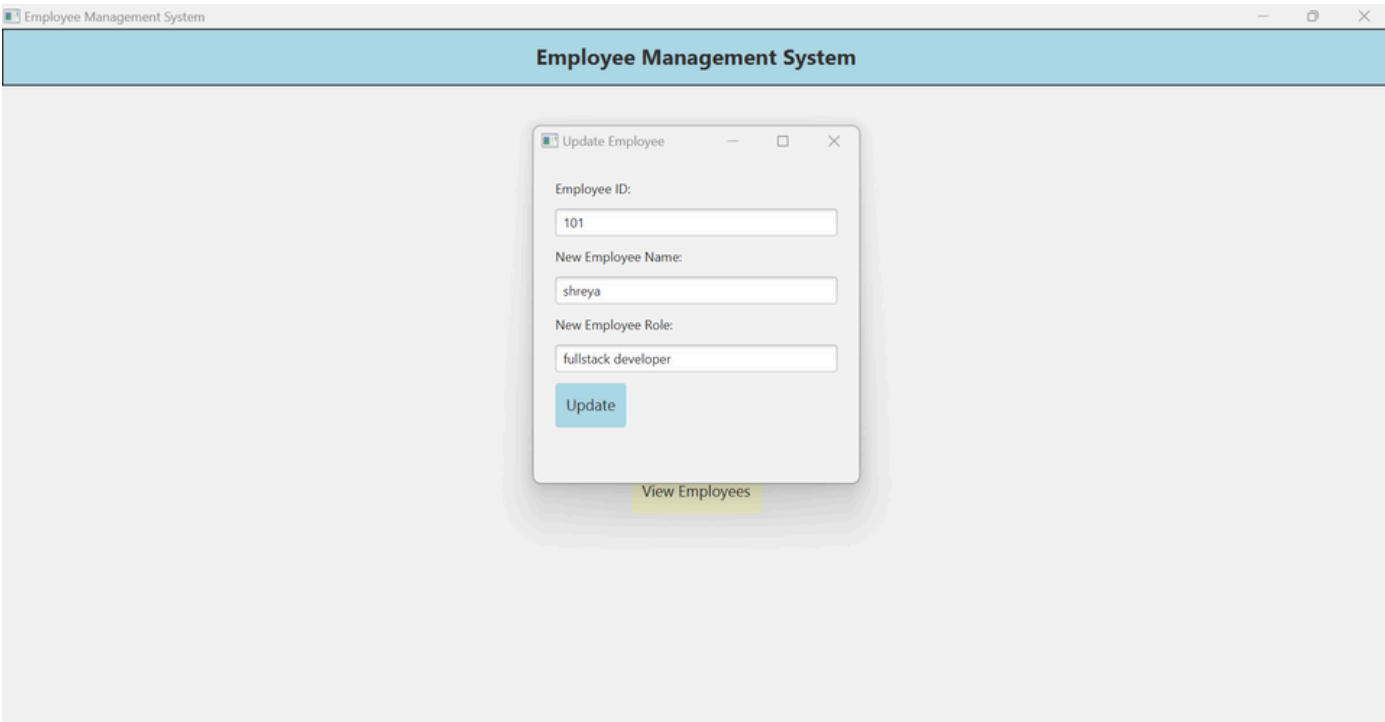 Employee Management System
Employee Management System
Update Employee
Employee ID:
101
New Employee Name:
shreya
New Employee Role:
fullstack developer
Update
View Employees